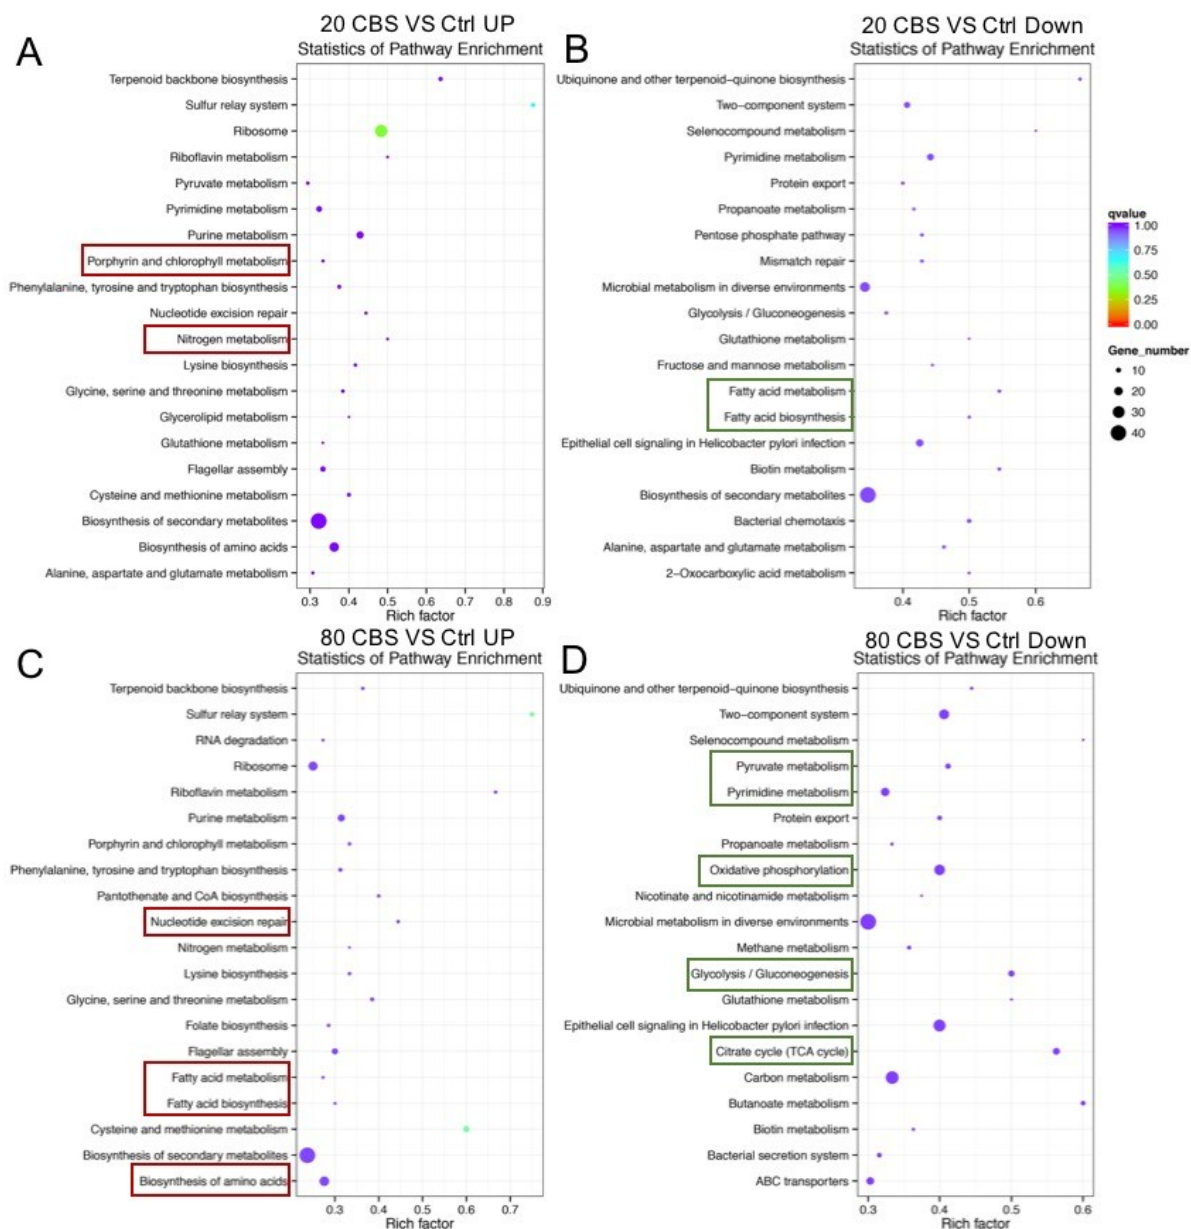 A
20 CBS VS Ctrl UP
Statistics of Pathway Enrichment
Terpenoid backbone biosynthesis
Sulfur relay system
Ribosome
Riboflavin metabolism
Pyruvate metabolism
Pyrimidine metabolism
Purine metabolism
Porphyrin and chlorophyll metabolism
Phenylalanine, tyrosine and tryptophan biosynthesis
Nucleotide excision repair
Nitrogen metabolism
Lysine biosynthesis
Glycine, serine and threonine metabolism
Glycerolipid metabolism
Glutathione metabolism
Flagellar assembly
Cysteine and methionine metabolism
Biosynthesis of secondary metabolites
Biosynthesis of amino acids
Alanine, aspartate and glutamate metabolism
0.3 0.4 0.5 0.6 0.7 0.8 0.9
Rich factor
B
20 CBS VS Ctrl Down
Statistics of Pathway Enrichment
Ubiquinone and other terpenoid−quinone biosynthesis
Two−component system
Selenocompound metabolism
Pyrimidine metabolism
Protein export
Propanoate metabolism
Pentose phosphate pathway
Mismatch repair
Microbial metabolism in diverse environments
Glycolysis / Gluconeogenesis
Glutathione metabolism
Fructose and mannose metabolism
Fatty acid metabolism
Fatty acid biosynthesis
Epithelial cell signaling in Helicobacter pylori infection
Biotin metabolism
Biosynthesis of secondary metabolites
Bacterial chemotaxis
Alanine, aspartate and glutamate metabolism
2−Oxocarboxylic acid metabolism
0.4 0.5 0.6
Rich factor
qvalue
1.00
0.75
0.50
0.25
0.00
Gene_number
10
20
30
40
C
80 CBS VS Ctrl UP
Statistics of Pathway Enrichment
Terpenoid backbone biosynthesis
Sulfur relay system
RNA degradation
Ribosome
Riboflavin metabolism
Purine metabolism
Porphyrin and chlorophyll metabolism
Phenylalanine, tyrosine and tryptophan biosynthesis
Pantothenate and CoA biosynthesis
Nucleotide excision repair
Nitrogen metabolism
Lysine biosynthesis
Glycine, serine and threonine metabolism
Folate biosynthesis
Flagellar assembly
Fatty acid metabolism
Fatty acid biosynthesis
Cysteine and methionine metabolism
Biosynthesis of secondary metabolites
Biosynthesis of amino acids
0.3 0.4 0.5 0.6 0.7
Rich factor
D
80 CBS VS Ctrl Down
Statistics of Pathway Enrichment
Ubiquinone and other terpenoid−quinone biosynthesis
Two−component system
Selenocompound metabolism
Pyruvate metabolism
Pyrimidine metabolism
Protein export
Propanoate metabolism
Oxidative phosphorylation
Nicotinate and nicotinamide metabolism
Microbial metabolism in diverse environments
Methane metabolism
Glycolysis / Gluconeogenesis
Glutathione metabolism
Epithelial cell signaling in Helicobacter pylori infection
Citrate cycle (TCA cycle)
Carbon metabolism
Butanoate metabolism
Biotin metabolism
Bacterial secretion system
ABC transporters
0.3 0.4 0.5 0.6
Rich factor